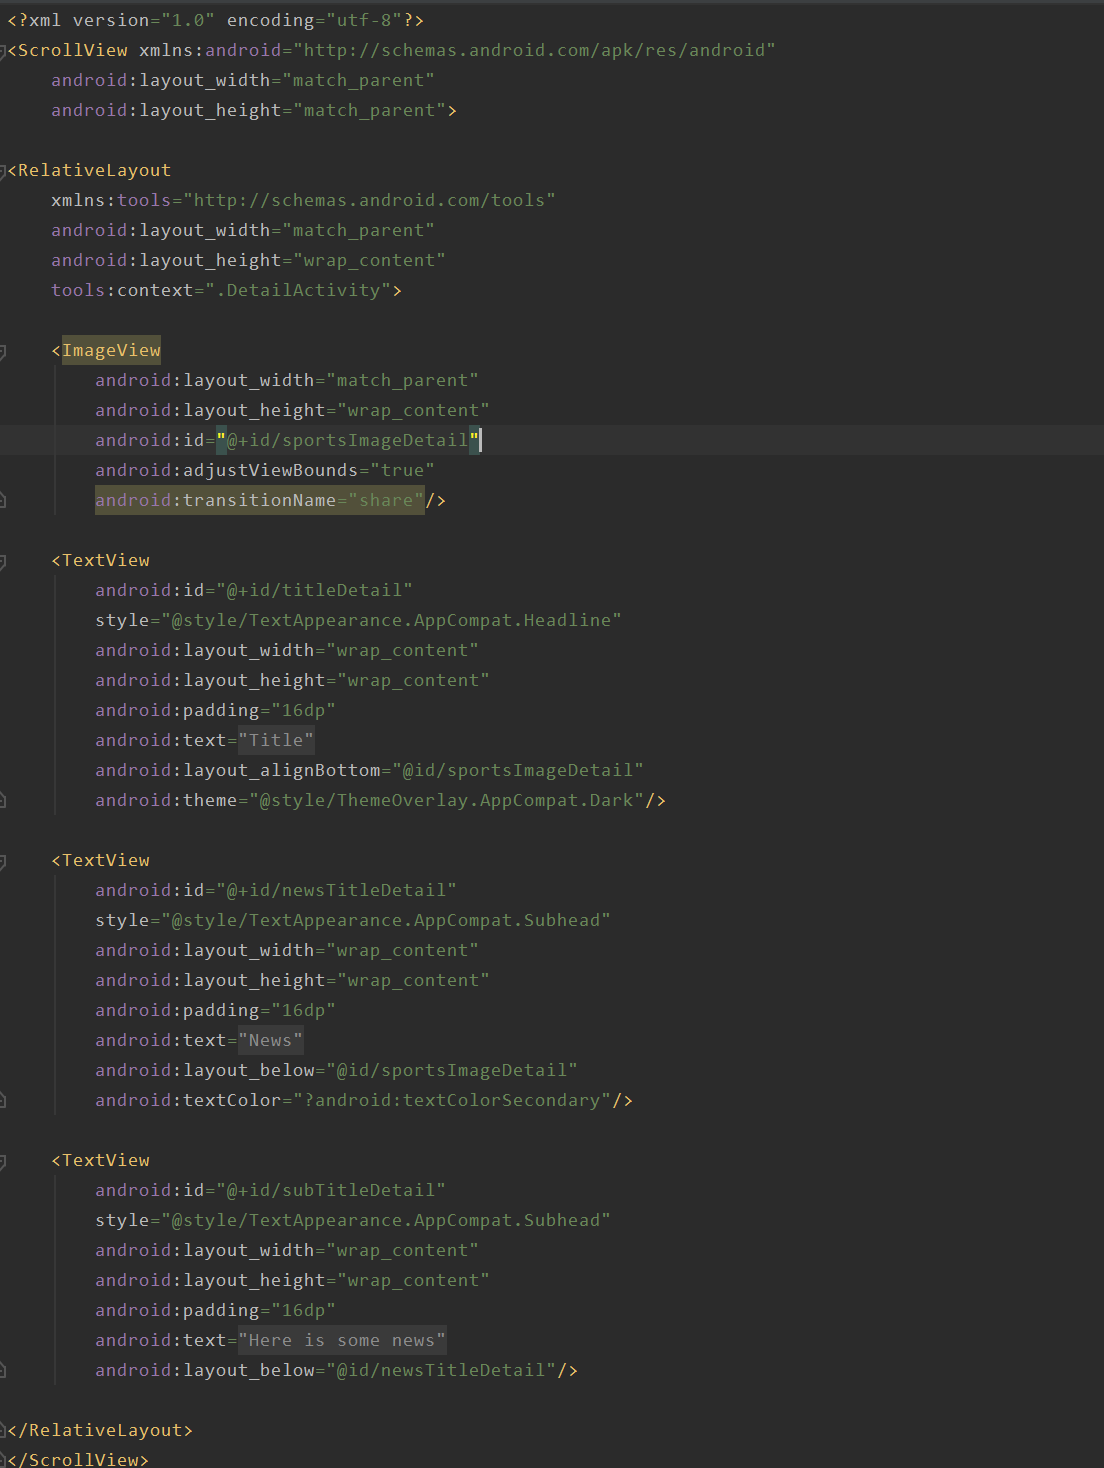 <?xml version="1.0" encoding="utf-8"?>
<ScrollView xmlns:android="http://schemas.android.com/apk/res/android"
    android:layout_width="match_parent"
    android:layout_height="match_parent">

<RelativeLayout
    xmlns:tools="http://schemas.android.com/tools"
    android:layout_width="match_parent"
    android:layout_height="wrap_content"
    tools:context=".DetailActivity">

    <ImageView
        android:layout_width="match_parent"
        android:layout_height="wrap_content"
        android:id="@+id/sportsImageDetail"
        android:adjustViewBounds="true"
        android:transitionName="share"/>

    <TextView
        android:id="@+id/titleDetail"
        style="@style/TextAppearance.AppCompat.Headline"
        android:layout_width="wrap_content"
        android:layout_height="wrap_content"
        android:padding="16dp"
        android:text="Title"
        android:layout_alignBottom="@id/sportsImageDetail"
        android:theme="@style/ThemeOverlay.AppCompat.Dark"/>

    <TextView
        android:id="@+id/newsTitleDetail"
        style="@style/TextAppearance.AppCompat.Subhead"
        android:layout_width="wrap_content"
        android:layout_height="wrap_content"
        android:padding="16dp"
        android:text="News"
        android:layout_below="@id/sportsImageDetail"
        android:textColor="?android:textColorSecondary"/>

    <TextView
        android:id="@+id/subTitleDetail"
        style="@style/TextAppearance.AppCompat.Subhead"
        android:layout_width="wrap_content"
        android:layout_height="wrap_content"
        android:padding="16dp"
        android:text="Here is some news"
        android:layout_below="@id/newsTitleDetail"/>

</RelativeLayout>
</ScrollView>